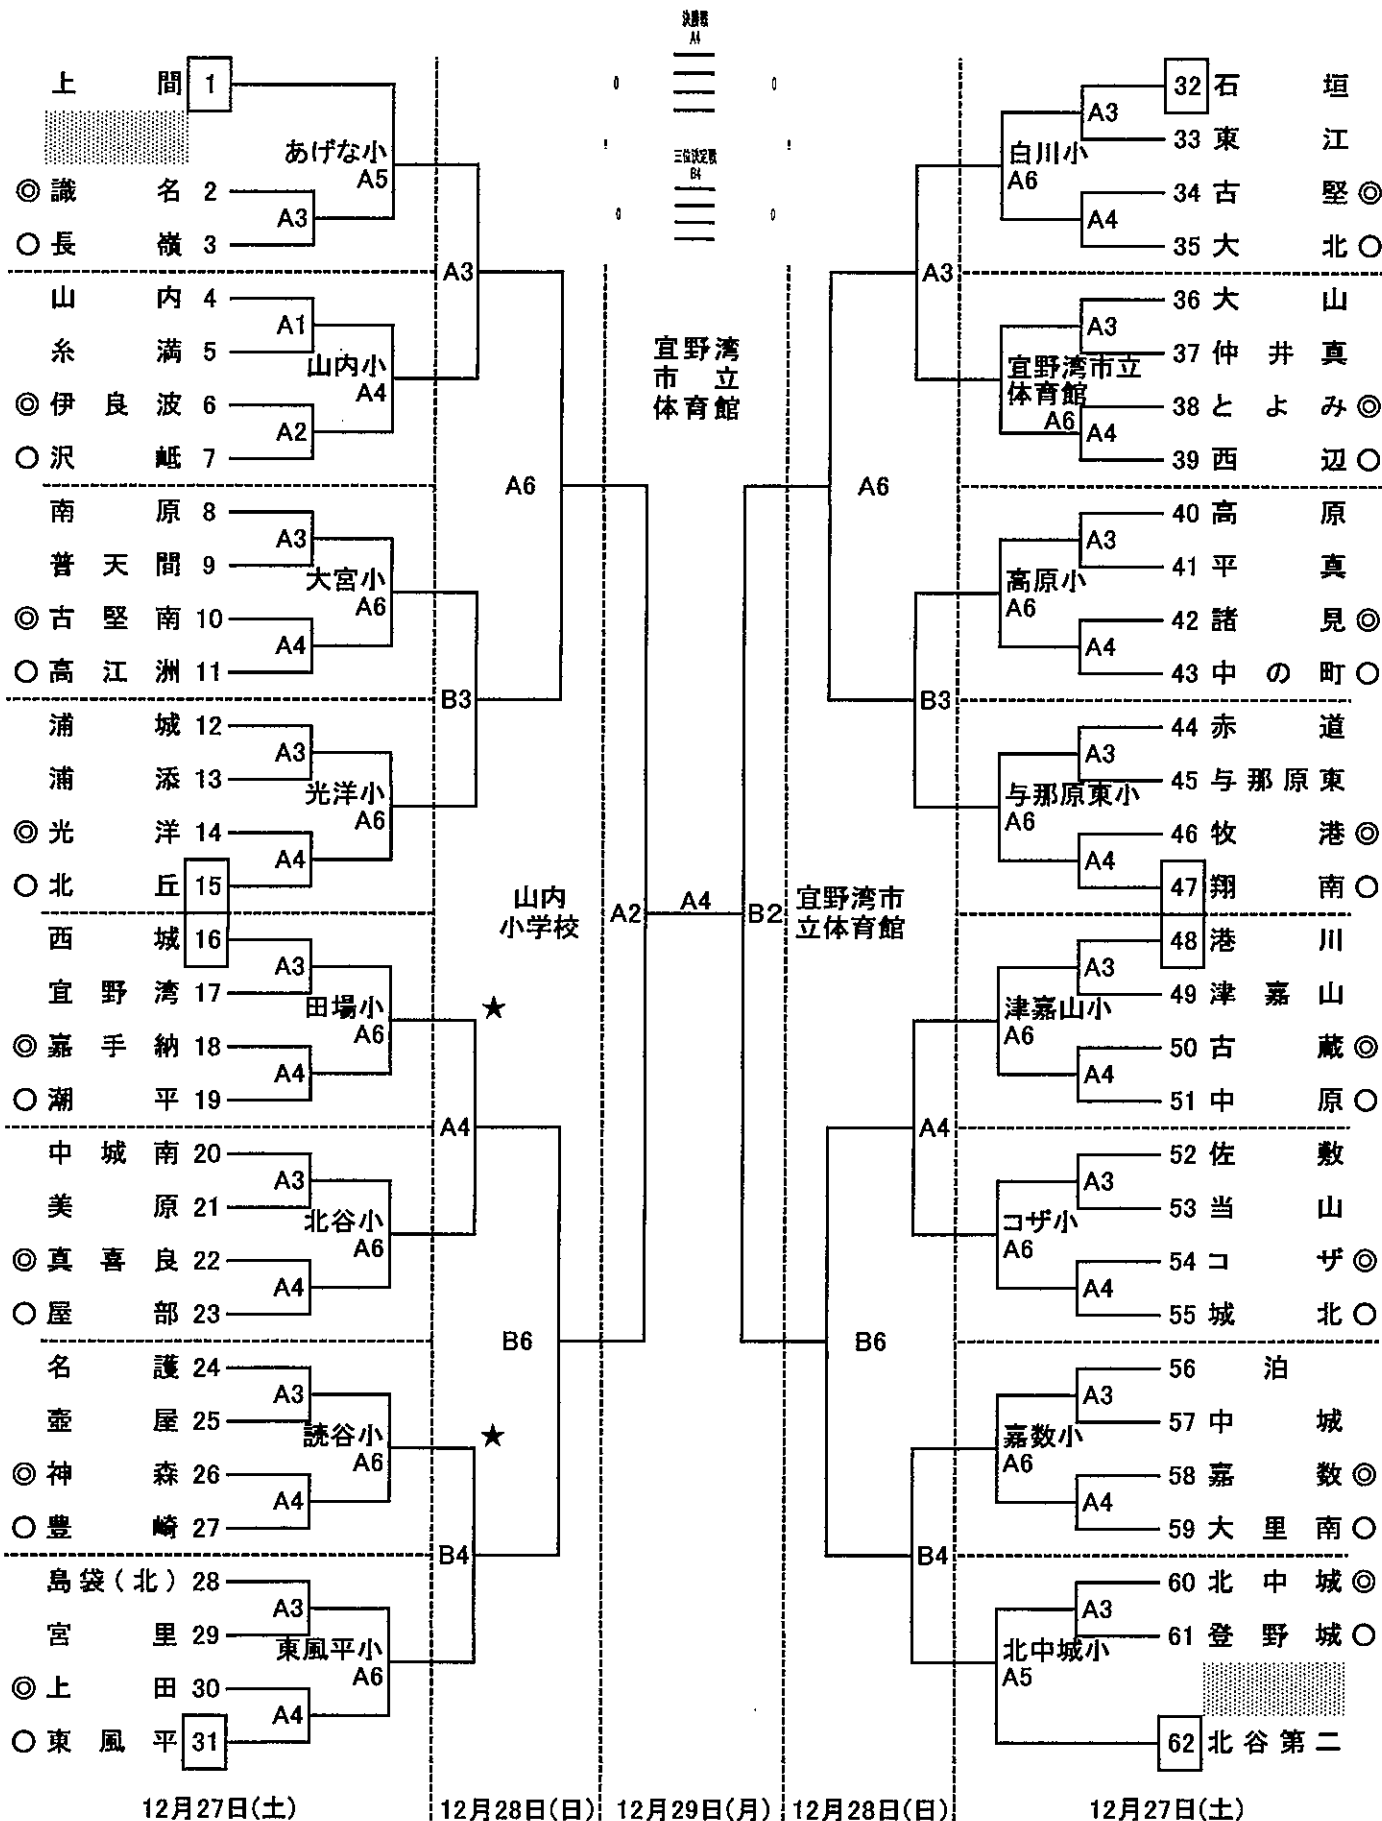 決勝戦
A4
三位決定戦
B4
上間 1
◎ 識名 2
○ 長嶺 3
A3
あげな小
A5
山内 4
糸満 5
◎ 伊良波 6
○ 沢岻 7
A1
A2
山内小
A4
A3
南原 8
普天間 9
◎ 古堅南 10
○ 高江洲 11
A3
A4
大宮小
A6
浦城 12
浦添 13
◎ 光洋 14
○ 北丘 15
A3
A4
光洋小
A6
B3
A6
西城 16
宜野湾 17
◎ 嘉手納 18
○ 潮平 19
A3
A4
田場小
A6
★
中城南 20
美原 21
◎ 真喜良 22
○ 屋部 23
A3
A4
北谷小
A6
A4
名護 24
壺屋 25
◎ 神森 26
○ 豊崎 27
A3
A4
読谷小
A6
★
島袋(北) 28
宮里 29
◎ 上田 30
○ 東風平 31
A3
A4
東風平小
A6
B4
B6
山内
小学校
A2
宜野湾
市立
体育館
A4
B2
宜野湾市
立体育館
32 石垣
33 東江
34 古堅 ◎
35 大北 ○
A3
A4
白川小
A6
36 大山
37 仲井真
38 とよみ ◎
39 西辺 ○
A3
A4
宜野湾市立
体育館
A6
A3
40 高原
41 平真
42 諸見 ◎
43 中の町 ○
A3
A4
高原小
A6
44 赤道
45 与那原東
46 牧港 ◎
47 翔南 ○
A3
A4
与那原東小
A6
B3
A6
48 港川
49 津嘉山
50 古蔵 ◎
51 中原 ○
A3
A4
津嘉山小
A6
52 佐敷
53 当山
54 コザ ◎
55 城北 ○
A3
A4
コザ小
A6
A4
56 泊
57 中城
58 嘉数 ◎
59 大里南 ○
A3
A4
嘉数小
A6
60 北中城 ◎
61 登野城 ○
62 北谷第二
A3
北中城小
A5
B4
B6
12月27日(土)
12月28日(日)
12月29日(月)
12月28日(日)
12月27日(土)